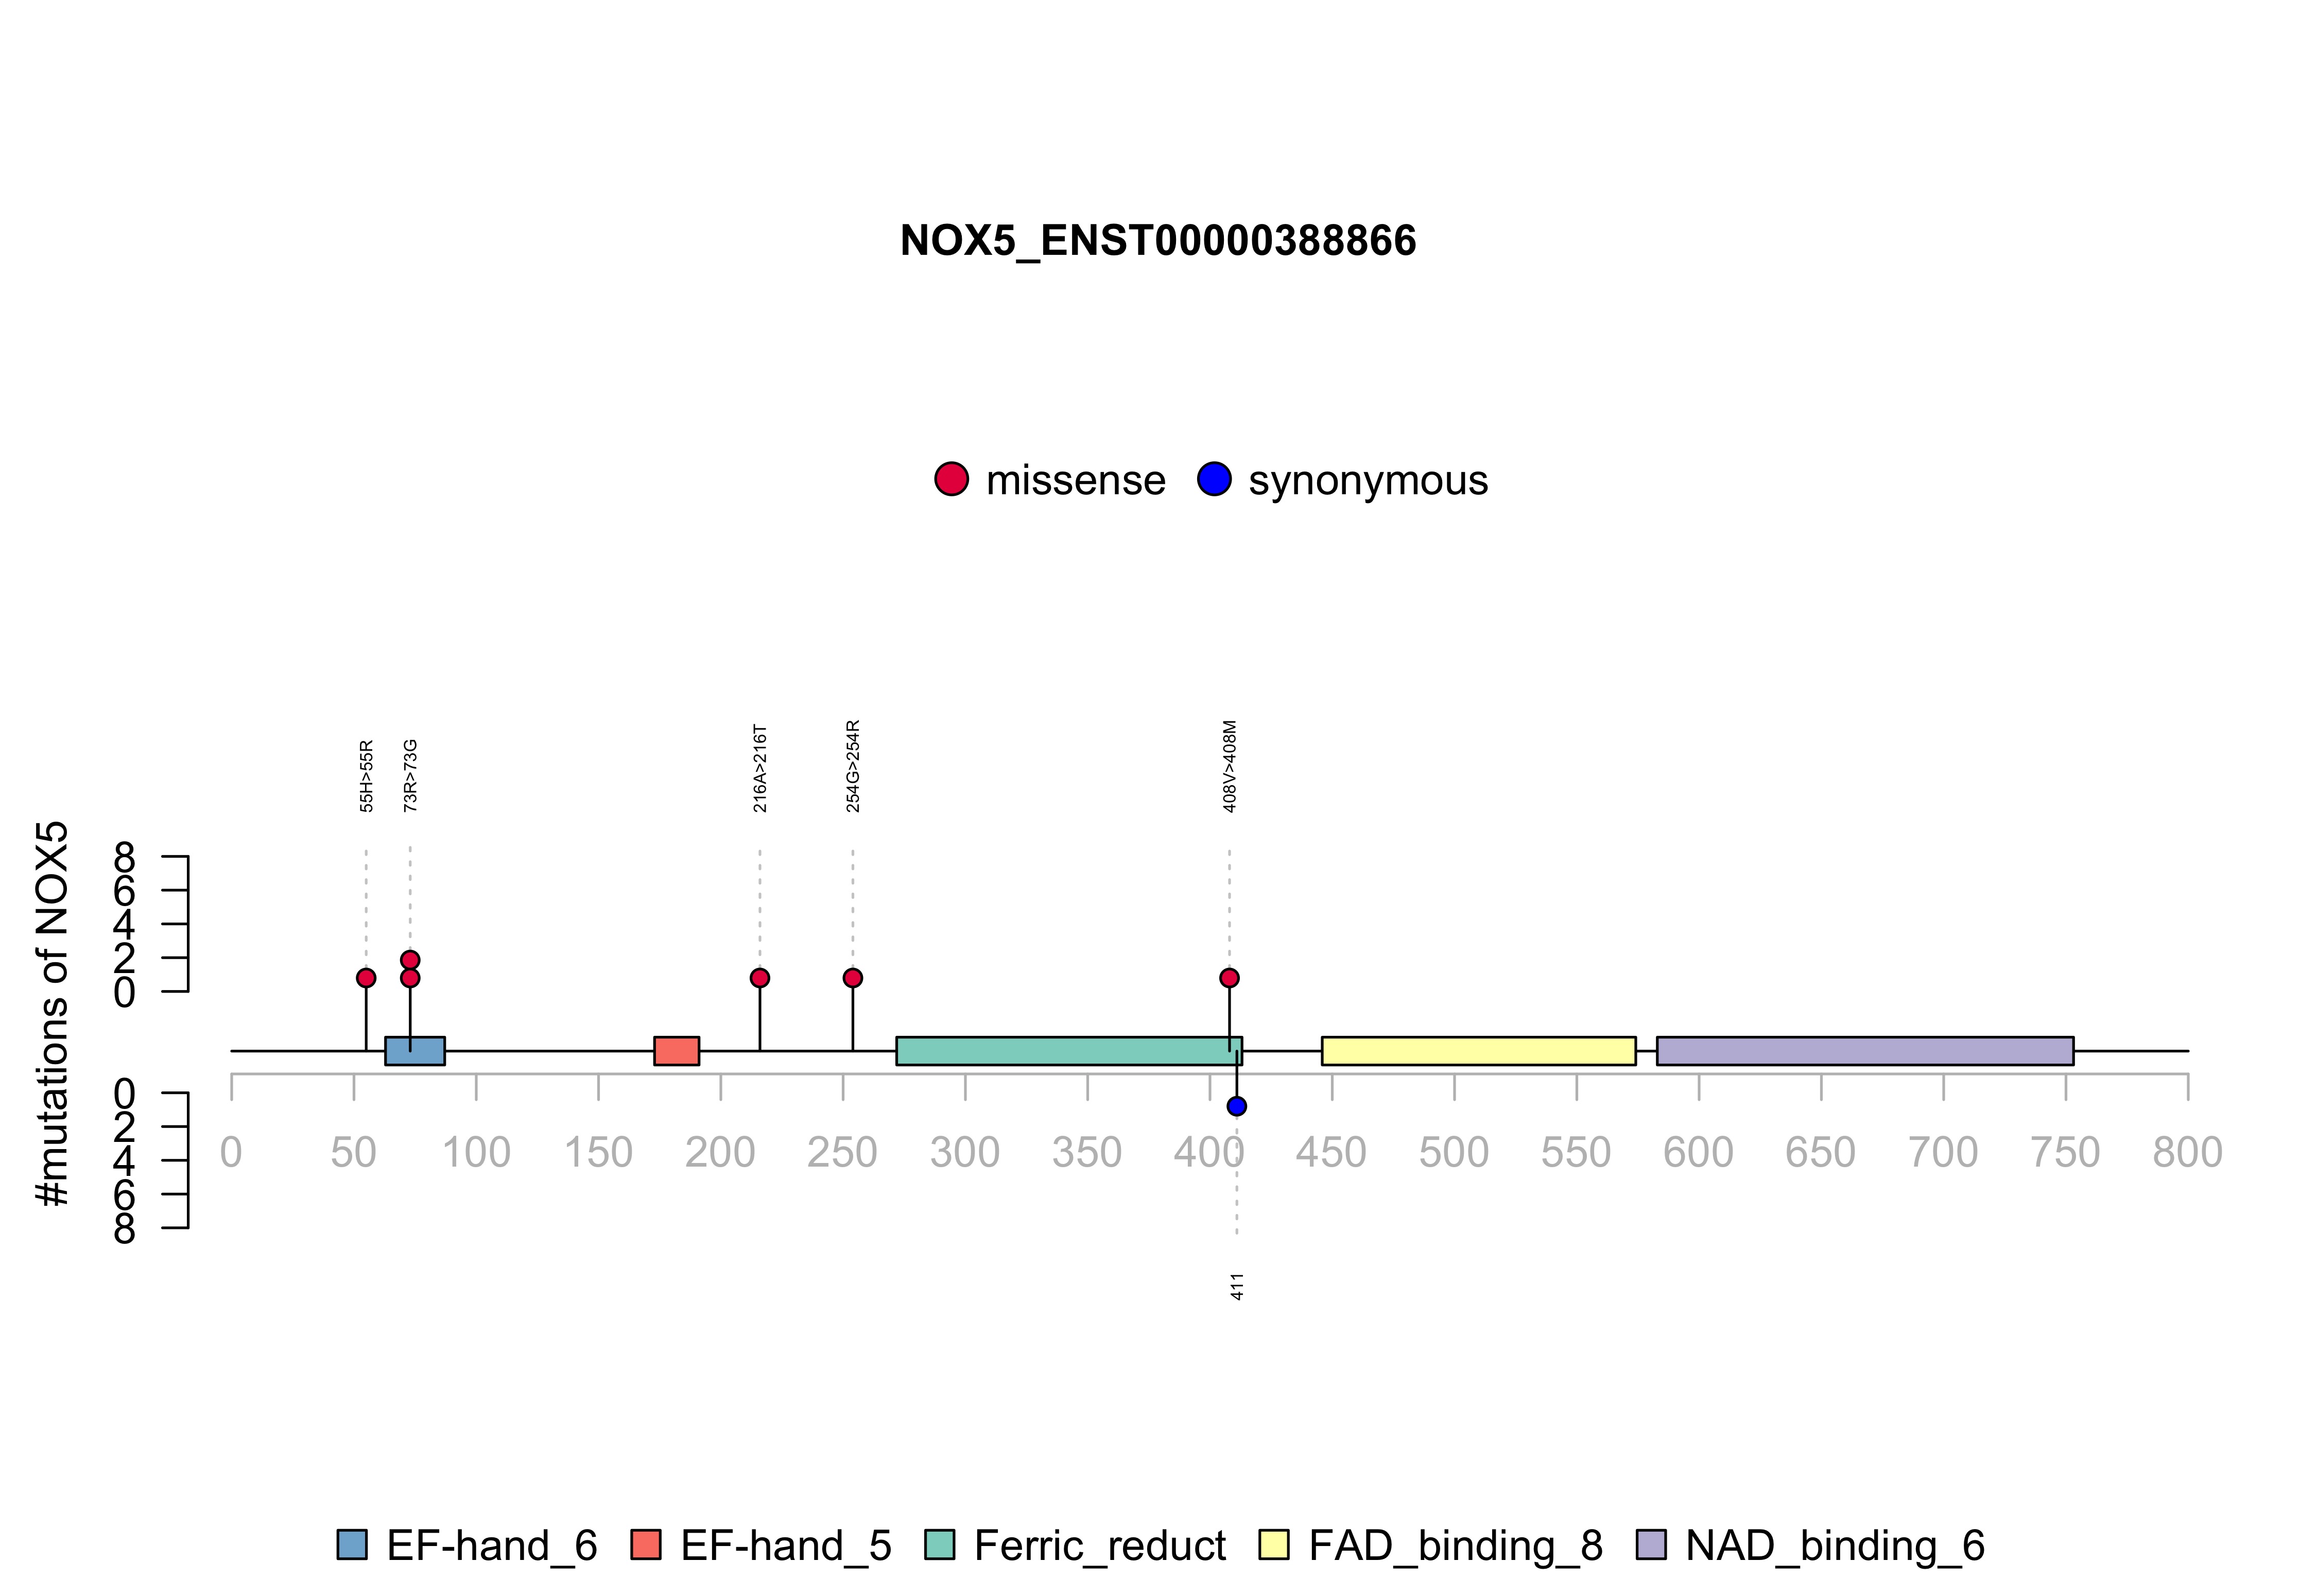 NOX5_ENST00000388866
missense synonymous
55H>55R
73R>73G
216A>216T
254G>254R
408V>408M
#mutations of NOX5
8
6
4
2
0
0
2
4
6
8
0 50 100 150 200 250 300 350 400 450 500 550 600 650 700 750 800
411
EF-hand_6 EF-hand_5 Ferric_reduct FAD_binding_8 NAD_binding_6